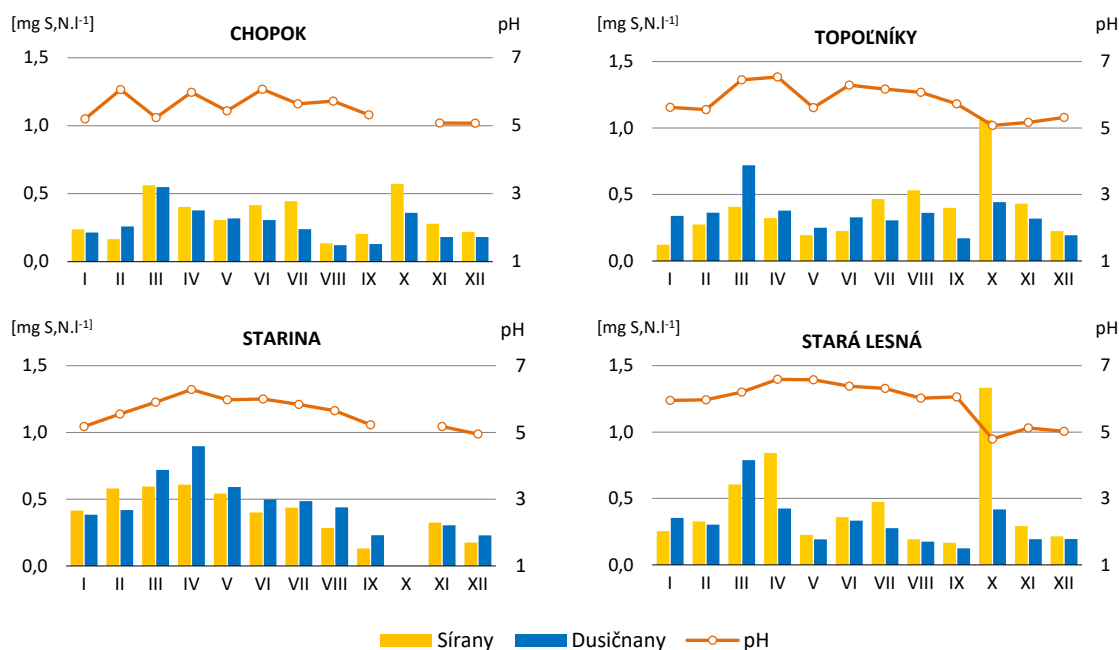 [mg S,N.l-1] CHOPOK pH
1,5 7
1,0 5
0,5 3
0,0 1
I II III IV V VI VII VIII IX X XI XII
[mg S,N.l-1] TOPOĽNÍKY pH
1,5 7
1,0 5
0,5 3
0,0 1
I II III IV V VI VII VIII IX X XI XII
[mg S,N.l-1] STARINA pH
1,5 7
1,0 5
0,5 3
0,0 1
I II III IV V VI VII VIII IX X XI XII
[mg S,N.l-1] STARÁ LESNÁ pH
1,5 7
1,0 5
0,5 3
0,0 1
I II III IV V VI VII VIII IX X XI XII
Sírany Dusičnany pH